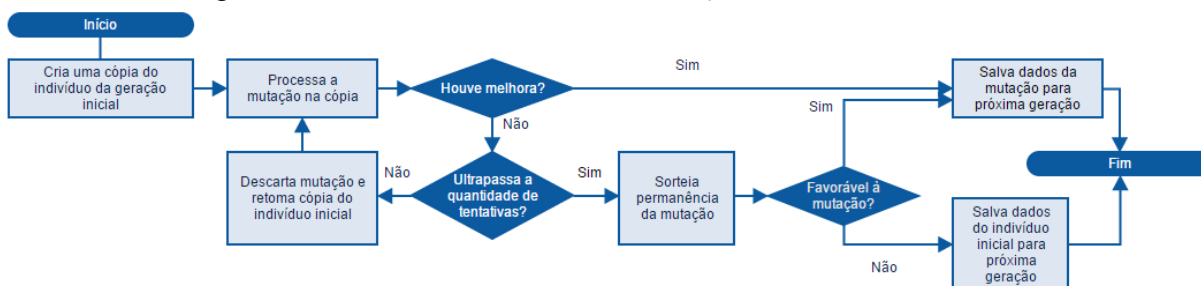 Início
Cria uma cópia do
indivíduo da geração
inicial
Processa a
mutação na cópia
Houve melhora?
Sim
Salva dados da
mutação para
próxima geração
Não
Sim
Descarta mutação e
retoma cópia do
indivíduo inicial
Não
Ultrapassa a
quantidade de
tentativas?
Sim
Sorteia
permanência
da mutação
Favorável á
mutação?
Fim
Não
Salva dados
do indivíduo
inicial para
próxima
geração